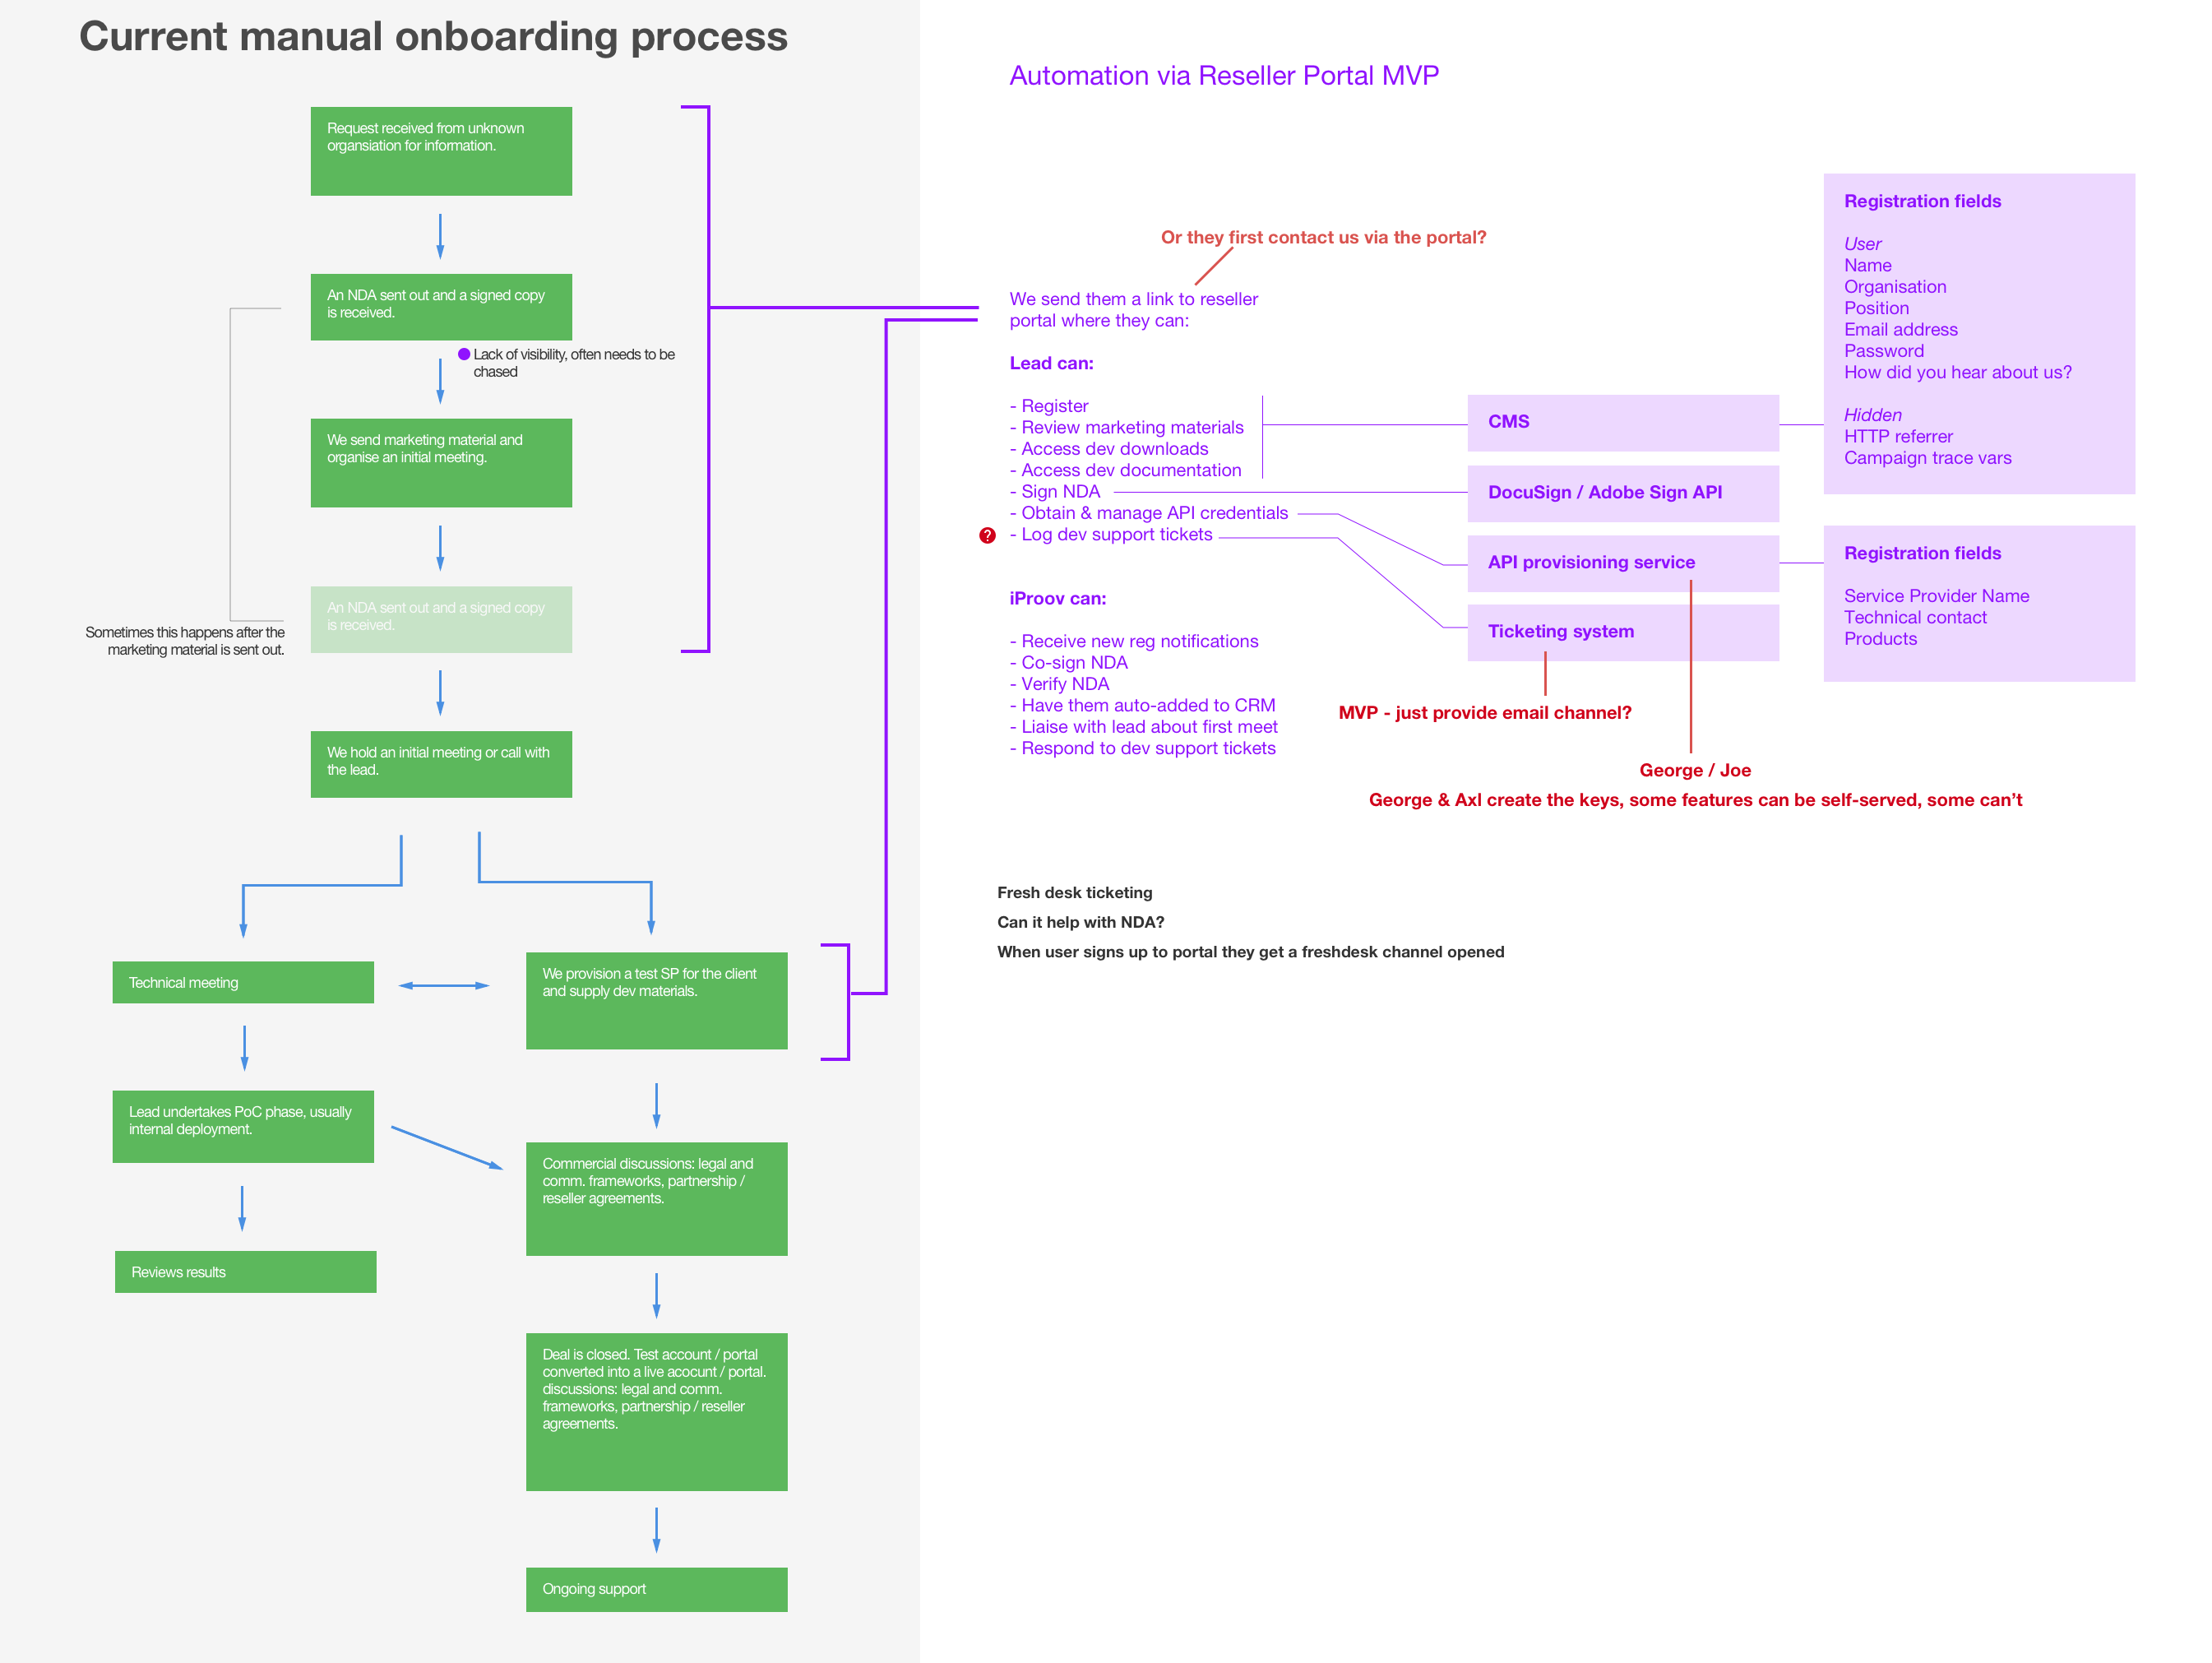 Current manual onboarding process
Request received from unknown
organsiation for information.
An NDA sent out and a signed copy
is received.
Lack of visibility, often needs to be
chased
We send marketing material and
organise an initial meeting.
An NDA sent out and a signed copy
is received.
Sometimes this happens after the
marketing material is sent out.
We hold an initial meeting or call with
the lead.
Technical meeting
We provision a test SP for the client
and supply dev materials.
Lead undertakes PoC phase, usually
internal deployment.
Commercial discussions: legal and
comm. frameworks, partnership /
reseller agreements.
Reviews results
Deal is closed. Test account / portal
converted into a live acocunt / portal.
discussions: legal and comm.
frameworks, partnership / reseller
agreements.
Ongoing support
Automation via Reseller Portal MVP
Or they first contact us via the portal?
We send them a link to reseller
portal where they can:
Lead can:
- Register
- Review marketing materials
- Access dev downloads
- Access dev documentation
- Sign NDA
- Obtain & manage API credentials
? - Log dev support tickets
iProov can:
- Receive new reg notifications
- Co-sign NDA
- Verify NDA
- Have them auto-added to CRM
- Liaise with lead about first meet
- Respond to dev support tickets
CMS
DocuSign / Adobe Sign API
API provisioning service
Ticketing system
MVP - just provide email channel?
George / Joe
George & Axl create the keys, some features can be self-served, some can’t
Registration fields
User
Name
Organisation
Position
Email address
Password
How did you hear about us?
Hidden
HTTP referrer
Campaign trace vars
Registration fields
Service Provider Name
Technical contact
Products
Fresh desk ticketing
Can it help with NDA?
When user signs up to portal they get a freshdesk channel opened